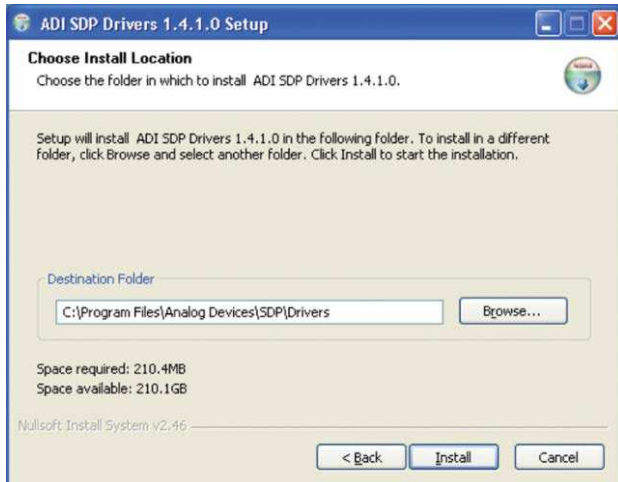 ADI SDP Drivers 1.4.1.0 Setup
Choose Install Location
Choose the folder in which to install ADI SDP Drivers 1.4.1.0.
Setup will install ADI SDP Drivers 1.4.1.0 in the following folder. To install in a different
folder, click Browse and select another folder. Click Install to start the installation.
Destination Folder
C:\Program Files\Analog Devices\SDP\Drivers
Browse...
Space required: 210.4MB
Space available: 210.1GB
Nullsoft Install System v2.46
< Back
Install
Cancel